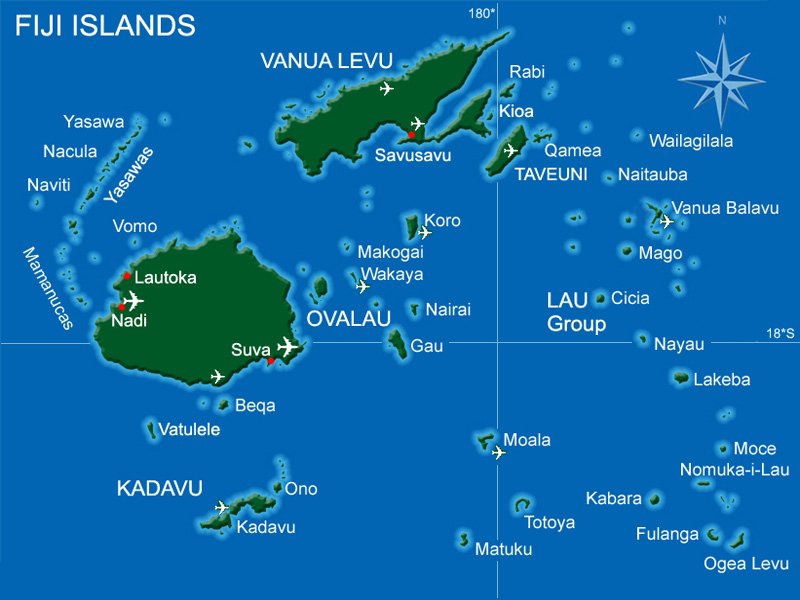 FIJI ISLANDS
180*
N
VANUA LEVU
Rabi
Kioa
Yasawa
Nacula
Naviti
Yasawas
Savusavu
Qamea
TAVEUNI
Wailagilala
Naitauba
Vomo
Koro
Vanua Balavu
Makogai
Wakaya
Mago
Mamanucas
Lautoka
Nadi
OVALAU
Nairai
LAU
Group
Cicia
Suva
Gau
18*S
Nayau
Lakeba
Beqa
Vatulele
Moala
Moce
Nomuka-i-Lau
KADAVU
Ono
Kadavu
Kabara
Totoya
Matuku
Fulanga
Ogea Levu